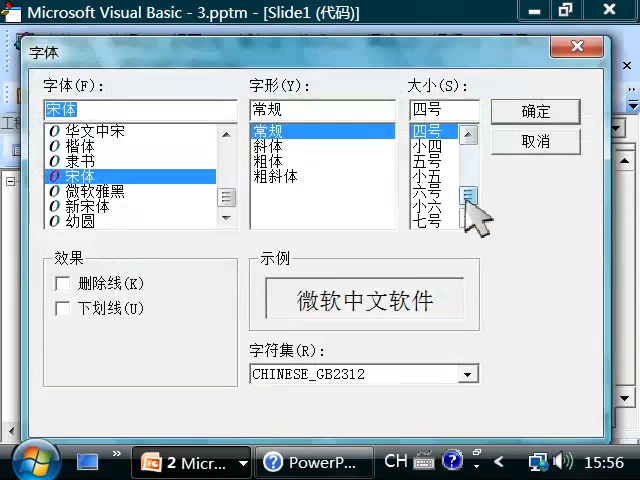 Microsoft Visual Basic - 3.pptm - [Slide1 (代码)]
字体
字体(F):
字形(Y):
大小(S):
宋体
常规
四号
确定
取消
华文中宋
楷体
隶书
宋体
微软雅黑
新宋体
幼圆
常规
斜体
粗体
粗斜体
四号
小四
五号
小五
六号
小六
七号
效果
删除线(K)
下划线(U)
示例
微软中文软件
字符集(R):
CHINESE_GB2312
2 Micr...
PowerP...
CH
15:56